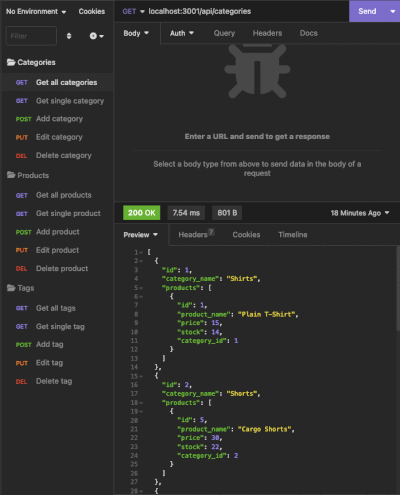 No Environment Cookies
Filter
Categories
GET Get all categories
GET Get single category
POST Add category
PUT Edit category
DEL Delete category
Products
GET Get all products
GET Get single product
POST Add product
PUT Edit product
DEL Delete product
Tags
GET Get all tags
GET Get single tag
POST Add tag
PUT Edit tag
DEL Delete tag
GET localhost:3001/api/categories Send
Body Auth Query Headers Docs
Enter a URL and send to get a response
Select a body type from above to send data in the body of a
request
200 OK 7.54 ms 801 B 18 Minutes Ago
Preview Headers 7 Cookies Timeline
1 [
2 {
3 "id": 1,
4 "category_name": "Shirts",
5 "products": [
6 {
7 "id": 1,
8 "product_name": "Plain T-Shirt",
9 "price": 15,
10 "stock": 14,
11 "category_id": 1
12 }
13 ]
14 },
15 {
16 "id": 2,
17 "category_name": "Shorts",
18 "products": [
19 {
20 "id": 5,
21 "product_name": "Cargo Shorts",
22 "price": 30,
23 "stock": 22,
24 "category_id": 2
25 }
26 ]
27 },
28 {